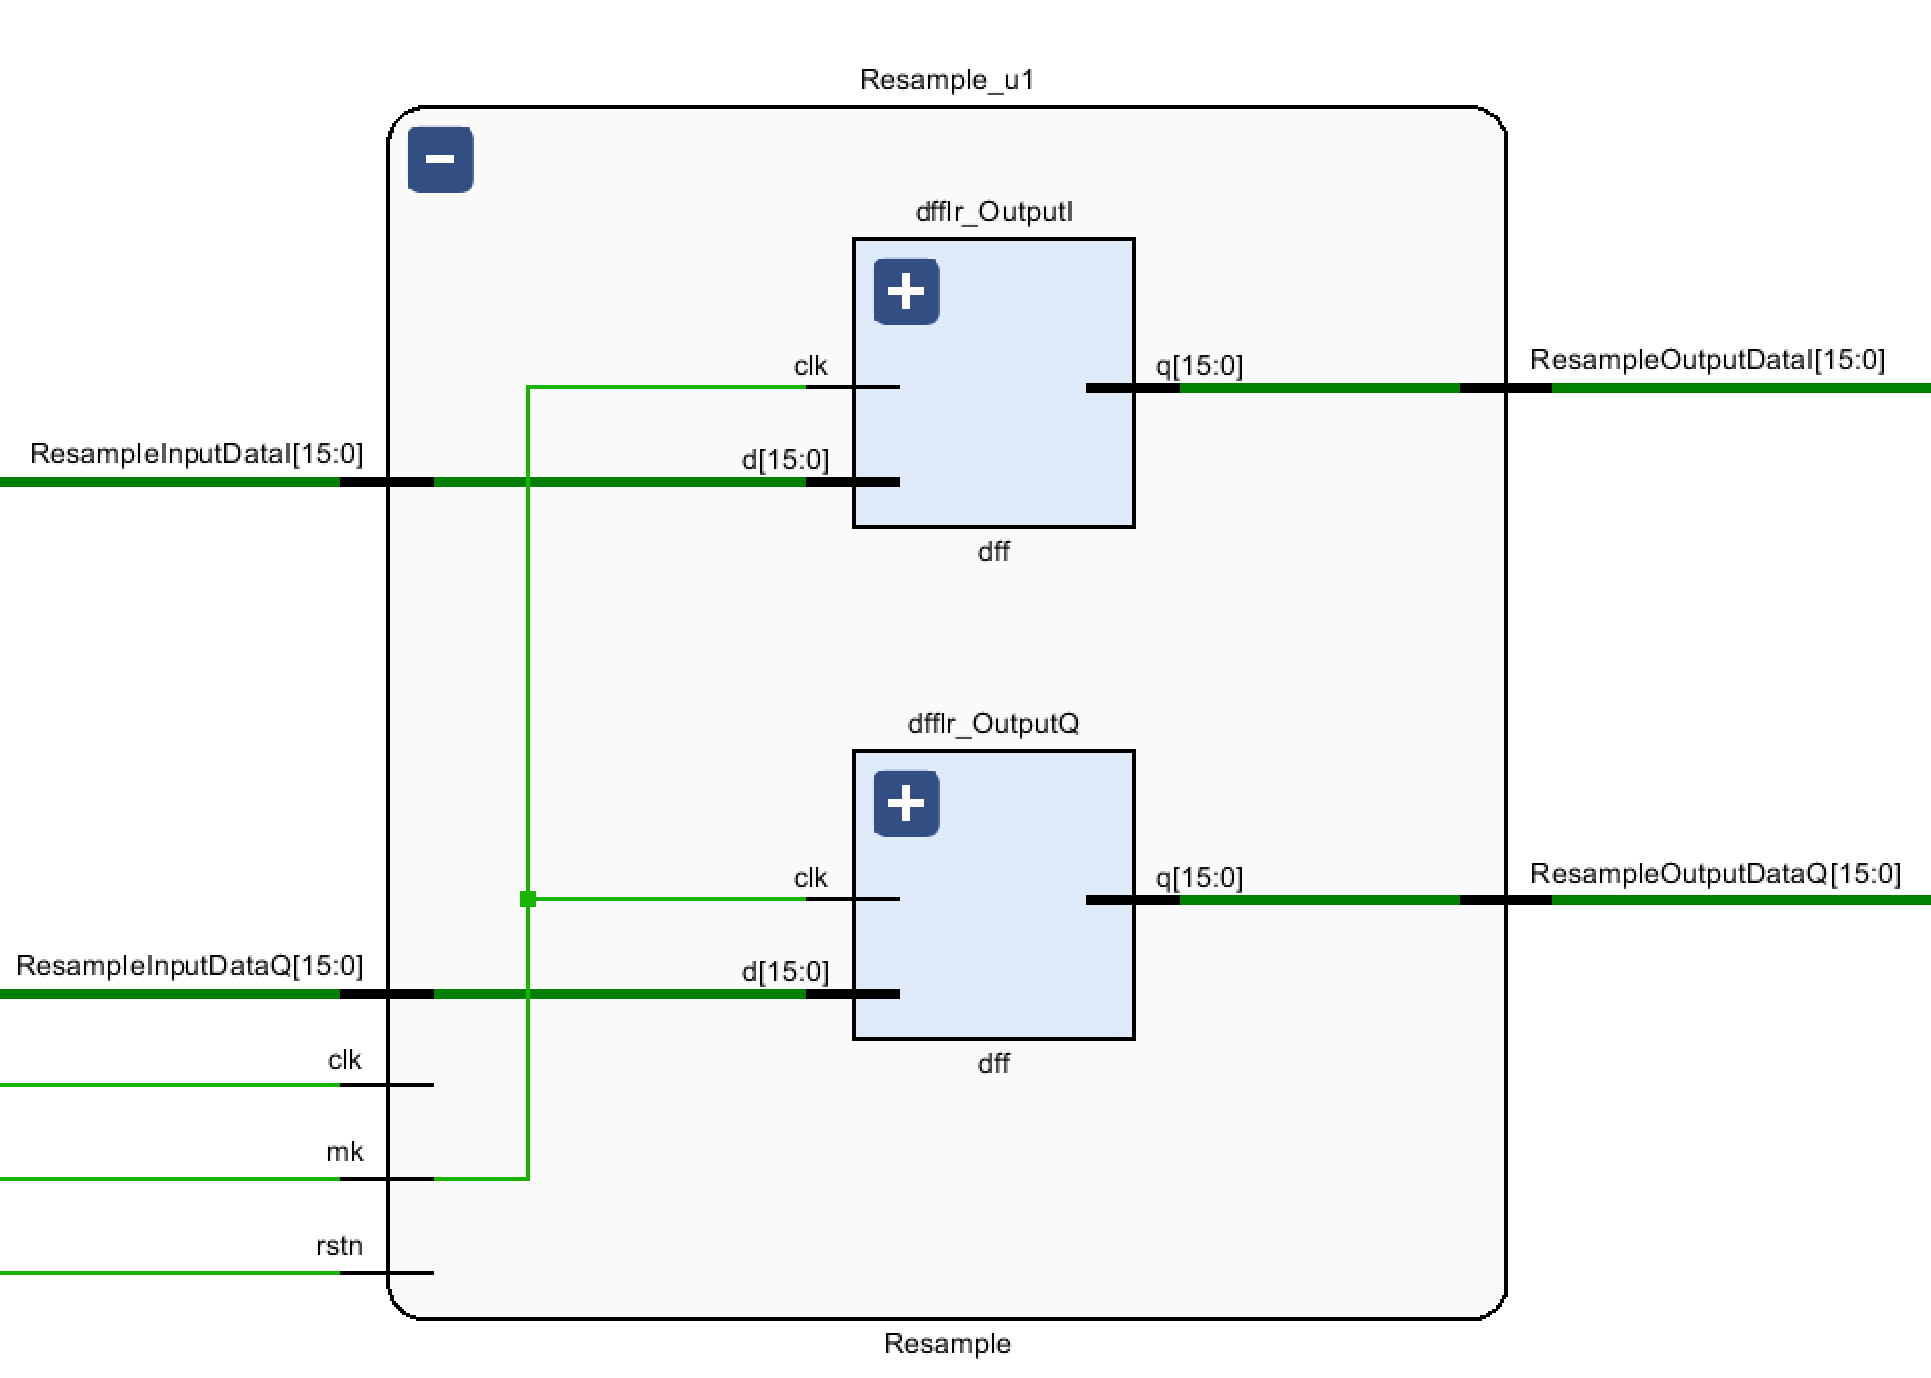 Resample_u1
dfflr_OutputI
clk
q[15:0]
ResampleOutputDataI[15:0]
ResampleInputDataI[15:0]
d[15:0]
dff
dfflr_OutputQ
clk
q[15:0]
ResampleOutputDataQ[15:0]
ResampleInputDataQ[15:0]
d[15:0]
clk
dff
mk
rstn
Resample